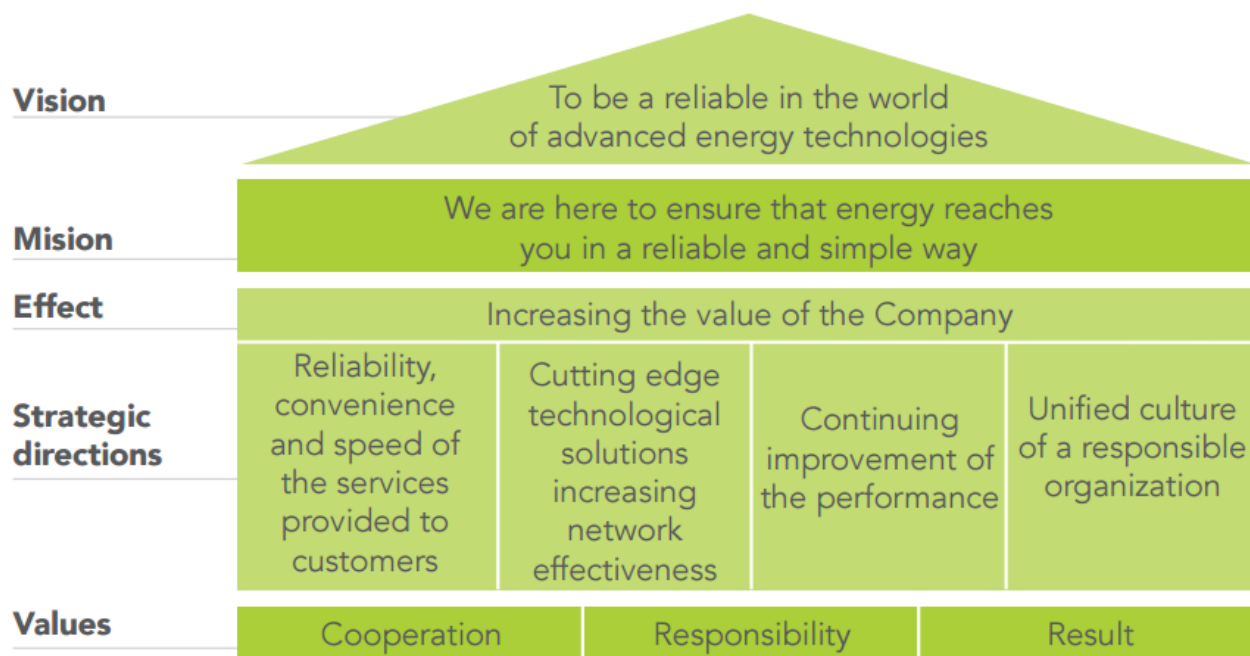 Vision
To be a reliable in the world
of advanced energy technologies
Mision
We are here to ensure that energy reaches
you in a reliable and simple way
Effect
Increasing the value of the Company
Strategic
directions
Reliability,
convenience
and speed of
the services
provided to
customers
Cutting edge
technological
solutions
increasing
network
effectiveness
Continuing
improvement of
the performance
Unified culture
of a responsible
organization
Values
Cooperation
Responsibility
Result